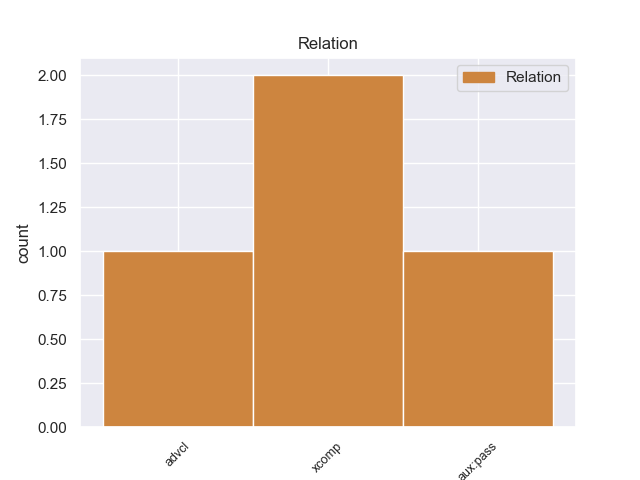 Relation
Relation
2.00
1.75
1.50
1.25
1.00
0.75
0.50
0.25
0.00
count
advcl
xcomp
aux:pass